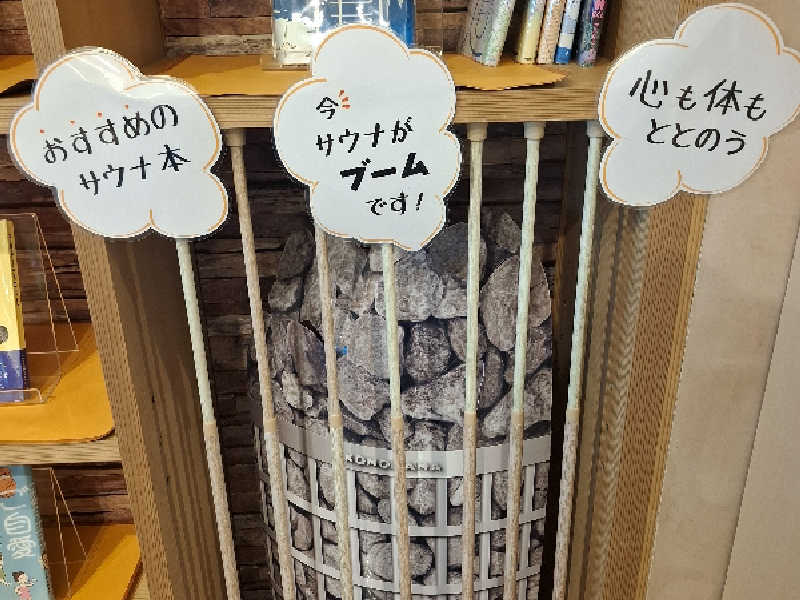 おすすめの
サウナ本
今
サウナが
ブーム
です!
心も体も
ととのう